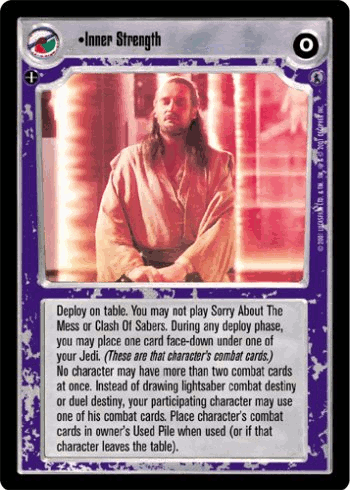 •Inner Strength
O
Deploy on table. You may not play Sorry About The
Mess or Clash Of Sabers. During any deploy phase,
you may place one card face-down under one
of your Jedi. (These are that character's combat cards.)
No character may have more than two combat cards
at once. Instead of drawing lightsaber combat destiny
or duel destiny, your participating character may use
one of his combat cards. Place character's combat
cards in owner's Used Pile when used (or if that
character leaves the table).